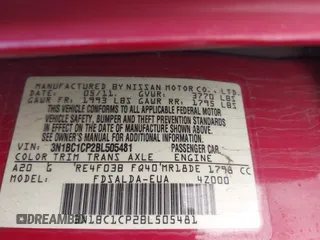 MANUFACTURED BY NISSAN MOTOR CO., LTD.
DATE 05/11 GVWR 3770 LBS
GAWR FR 1993 LBS GAWR RR 1795 LBS
THIS VEHICLE CONFORMS TO ALL APPLICABLE FEDERAL MOTOR
VEHICLE SAFETY, BUMPER AND THEFT PREVENTION
STANDARDS IN EFFECT ON THE DATE OF MANUFACTURE
SHOWN ABOVE
VIN: 3N1BC1CP2BL505481 PASSENGER CAR
COLOR TRIM TRANS AXLE ENGINE
A20 G RE4F03B FQ40 MR18DE 1798 CC
MODEL FDSALDA-EUA 4Z000
3N1BC1CP2BL505481
DREAMBID